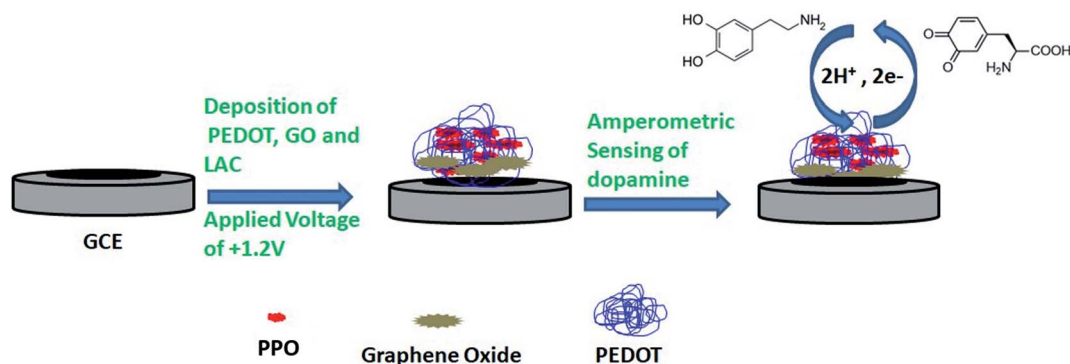 HO
HO
NH₂
2H⁺ , 2e-
O
O
H₂N
COOH
Deposition of
PEDOT, GO and
LAC
Applied Voltage
of +1.2V
Amperometric
Sensing of
dopamine
GCE
PPO
Graphene Oxide
PEDOT